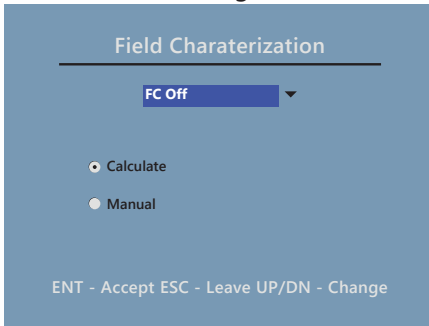 Field Charaterization
FC Off
Calculate
Manual
ENT - Accept ESC - Leave UP/DN - Change